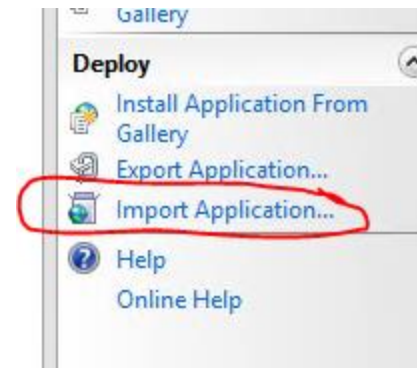 Gallery
Deploy
Install Application From
Gallery
Export Application...
Import Application...
Help
Online Help